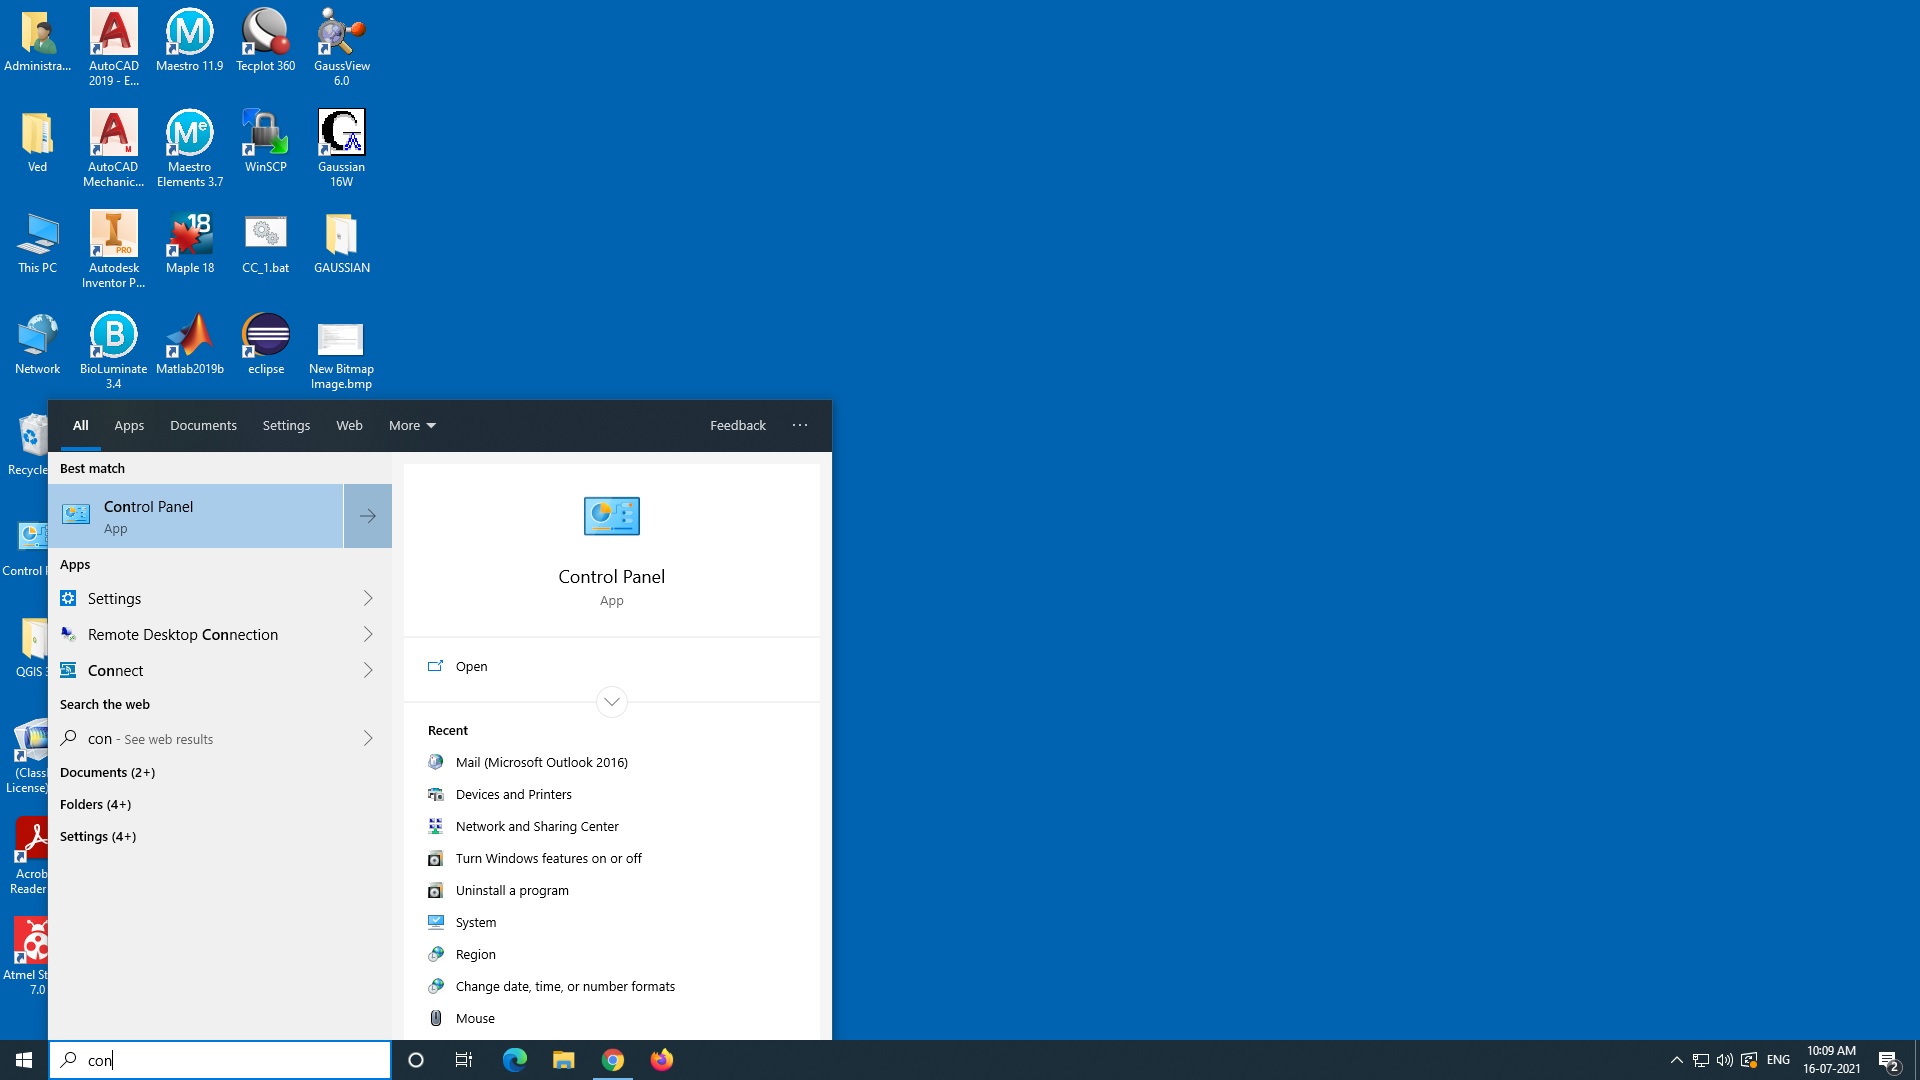 Administra...
AutoCAD
2019 - E...
Maestro 11.9
Tecplot 360
GaussView
6.0
Ved
AutoCAD
Mechanic...
Maestro
Elements 3.7
WinSCP
Gaussian
16W
This PC
Autodesk
Inventor P...
Maple 18
CC_1.bat
GAUSSIAN
Network
BioLuminate
3.4
Matlab2019b
eclipse
New Bitmap
Image.bmp
Recycle
Control
QGIS
(Class
License)
Acrob
Reader
Atmel St
7.0
All
Apps
Documents
Settings
Web
More
Feedback
...
Best match
Control Panel
App
Apps
Settings
Remote Desktop Connection
Connect
Search the web
con - See web results
Documents (2+)
Folders (4+)
Settings (4+)
Control Panel
App
Open
Recent
Mail (Microsoft Outlook 2016)
Devices and Printers
Network and Sharing Center
Turn Windows features on or off
Uninstall a program
System
Region
Change date, time, or number formats
Mouse
con
ENG
10:09 AM
16-07-2021
2